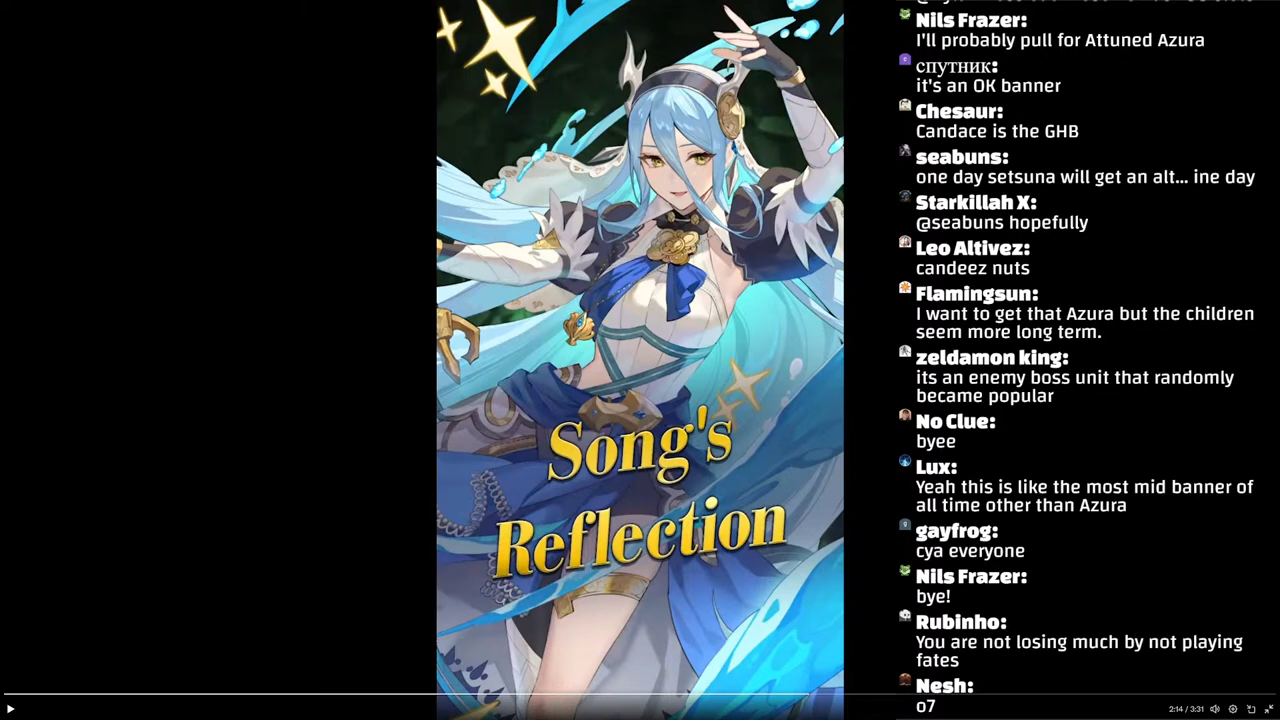 Nils Frazer:
I'll probably pull for Attuned Azura
спутник:
it's an OK banner
Chesaur:
Candace is the GHB
seabuns:
one day setsuna will get an alt... ine day
Starkillah X:
@seabuns hopefully
Leo Altivez:
candeez nuts
Flamingsun:
I want to get that Azura but the children
seem more long term.
zeldamon king:
its an enemy boss unit that randomly
became popular
No Clue:
byee
Lux:
Yeah this is like the most mid banner of
all time other than Azura
gayfrog:
cya everyone
Nils Frazer:
bye!
Rubinho:
You are not losing much by not playing
fates
Nesh:
o7
Song's
Reflection
2:14 / 3:31